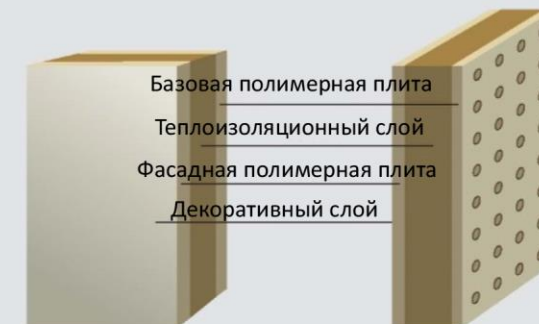 Базовая полимерная плита
Теплоизоляционный слой
Фасадная полимерная плита
Декоративный слой